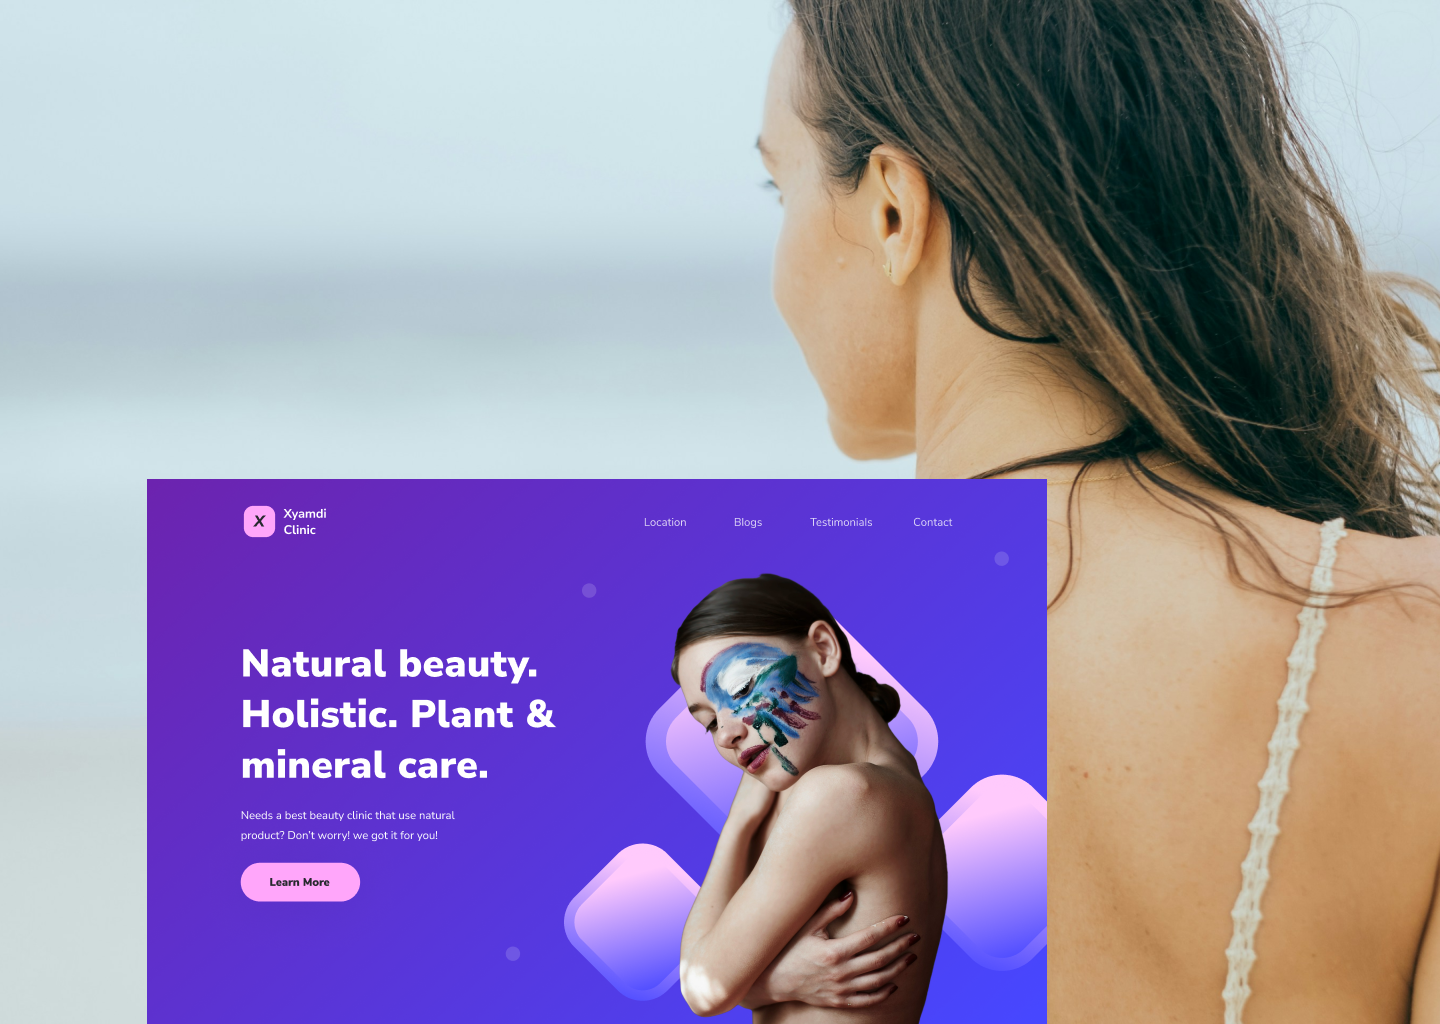 X
Xyamdi
Clinic
Location Blogs Testimonials Contact
Natural beauty.
Holistic. Plant &
mineral care.
Needs a best beauty clinic that use natural
product? Don't worry! we got it for you!
Learn More